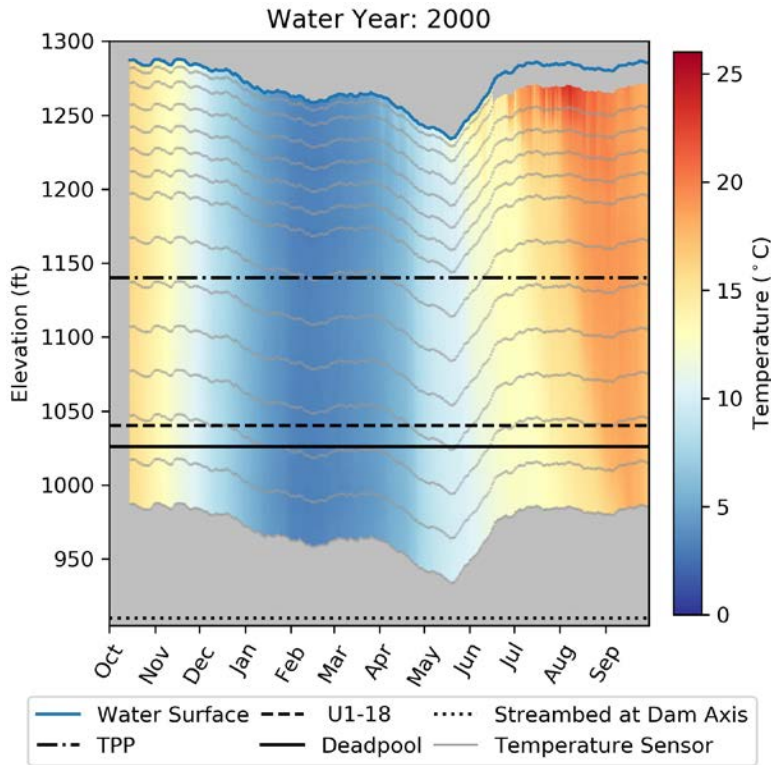 Water Year: 2000
1300
1250
1200
1150
1100
1050
1000
950
Elevation (ft)
Oct
Nov
Dec
Jan
Feb
Mar
Apr
May
Jun
Jul
Aug
Sep
25
20
15
10
5
0
Temperature (°C)
Water Surface
U1-18
Streambed at Dam Axis
TPP
Deadpool
Temperature Sensor